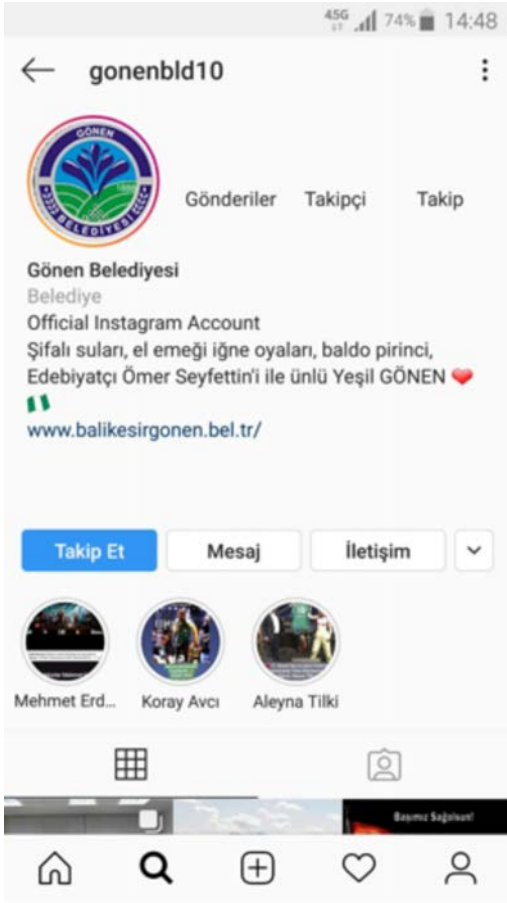 4.5G 74% 14:48
gonenbld10
GÖNEN
BELEDİYESİ
Gönderiler Takipçi Takip
Gönen Belediyesi
Belediye
Official Instagram Account
Şifalı suları, el emeği iğne oyaları, baldo pirinci,
Edebiyatçı Ömer Seyfettin'i ile ünlü Yeşil GÖNEN ❤️
🇳🇬
www.balikesirgonen.bel.tr/
Takip Et Mesaj İletişim
Mehmet Erd... Koray Avcı Aleyna Tilki
Başımız Sağolsun!